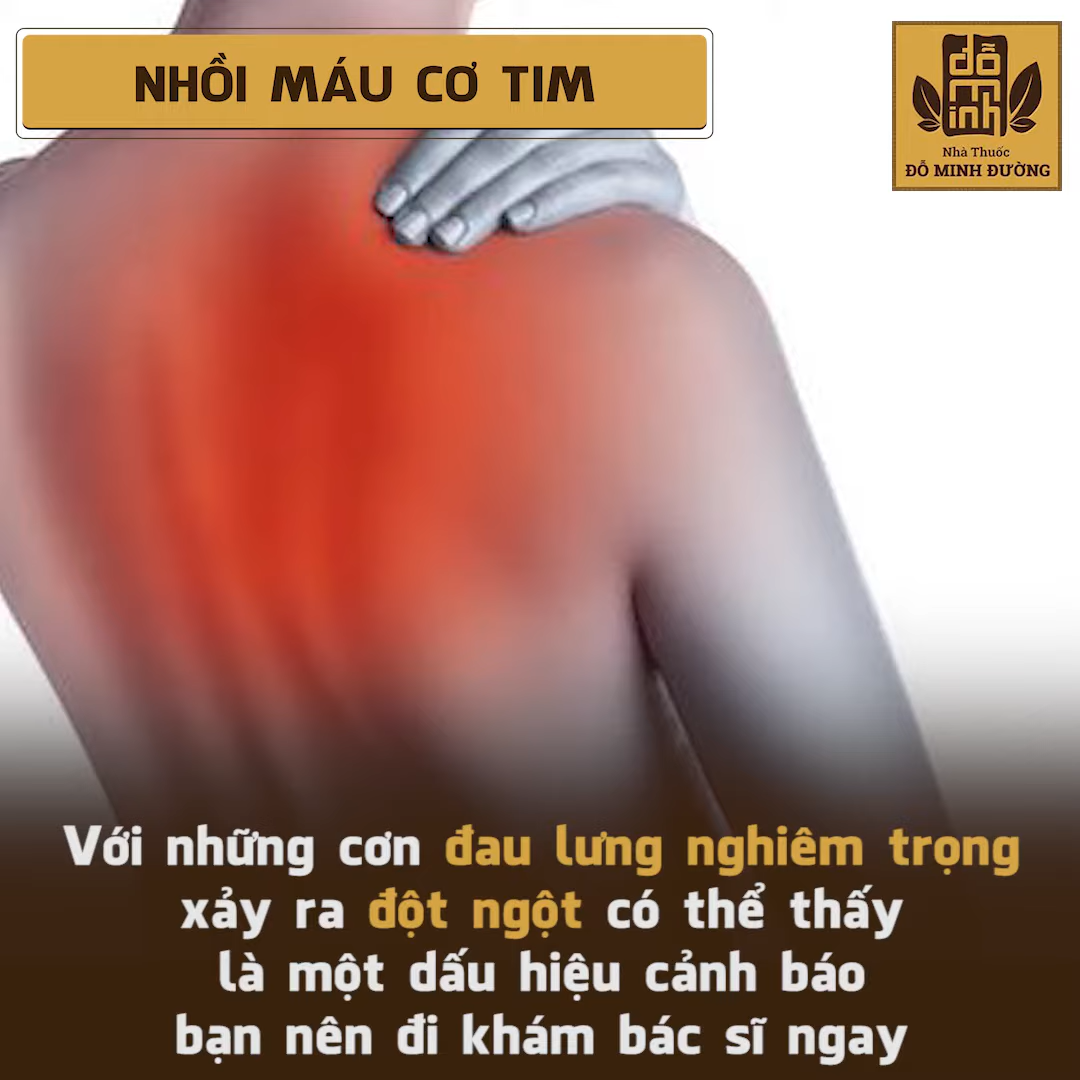 NHỒI MÁU CƠ TIM
đỗ
minh
Nhà Thuốc
ĐỖ MINH ĐƯỜNG
Với những cơn đau lưng nghiêm trọng
xảy ra đột ngột có thể thấy
là một dấu hiệu cảnh báo
bạn nên đi khám bác sĩ ngay